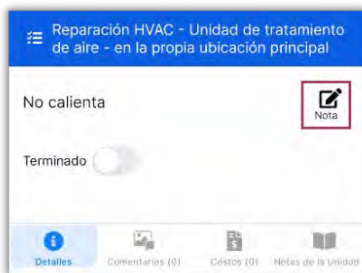 Reparación HVAC - Unidad de tratamiento
de aire - en la propia ubicación principal
No calienta
Nota
Terminado
Detalles
Comentarios (0)
Costos (0)
Notas de la Unidad